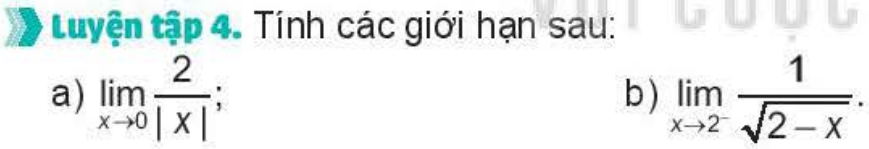 Luyện tập 4. Tính các giới hạn sau:
a) lim_{x→0} 2/|x|; b) lim_{x→2⁻} 1/√(2 – x).